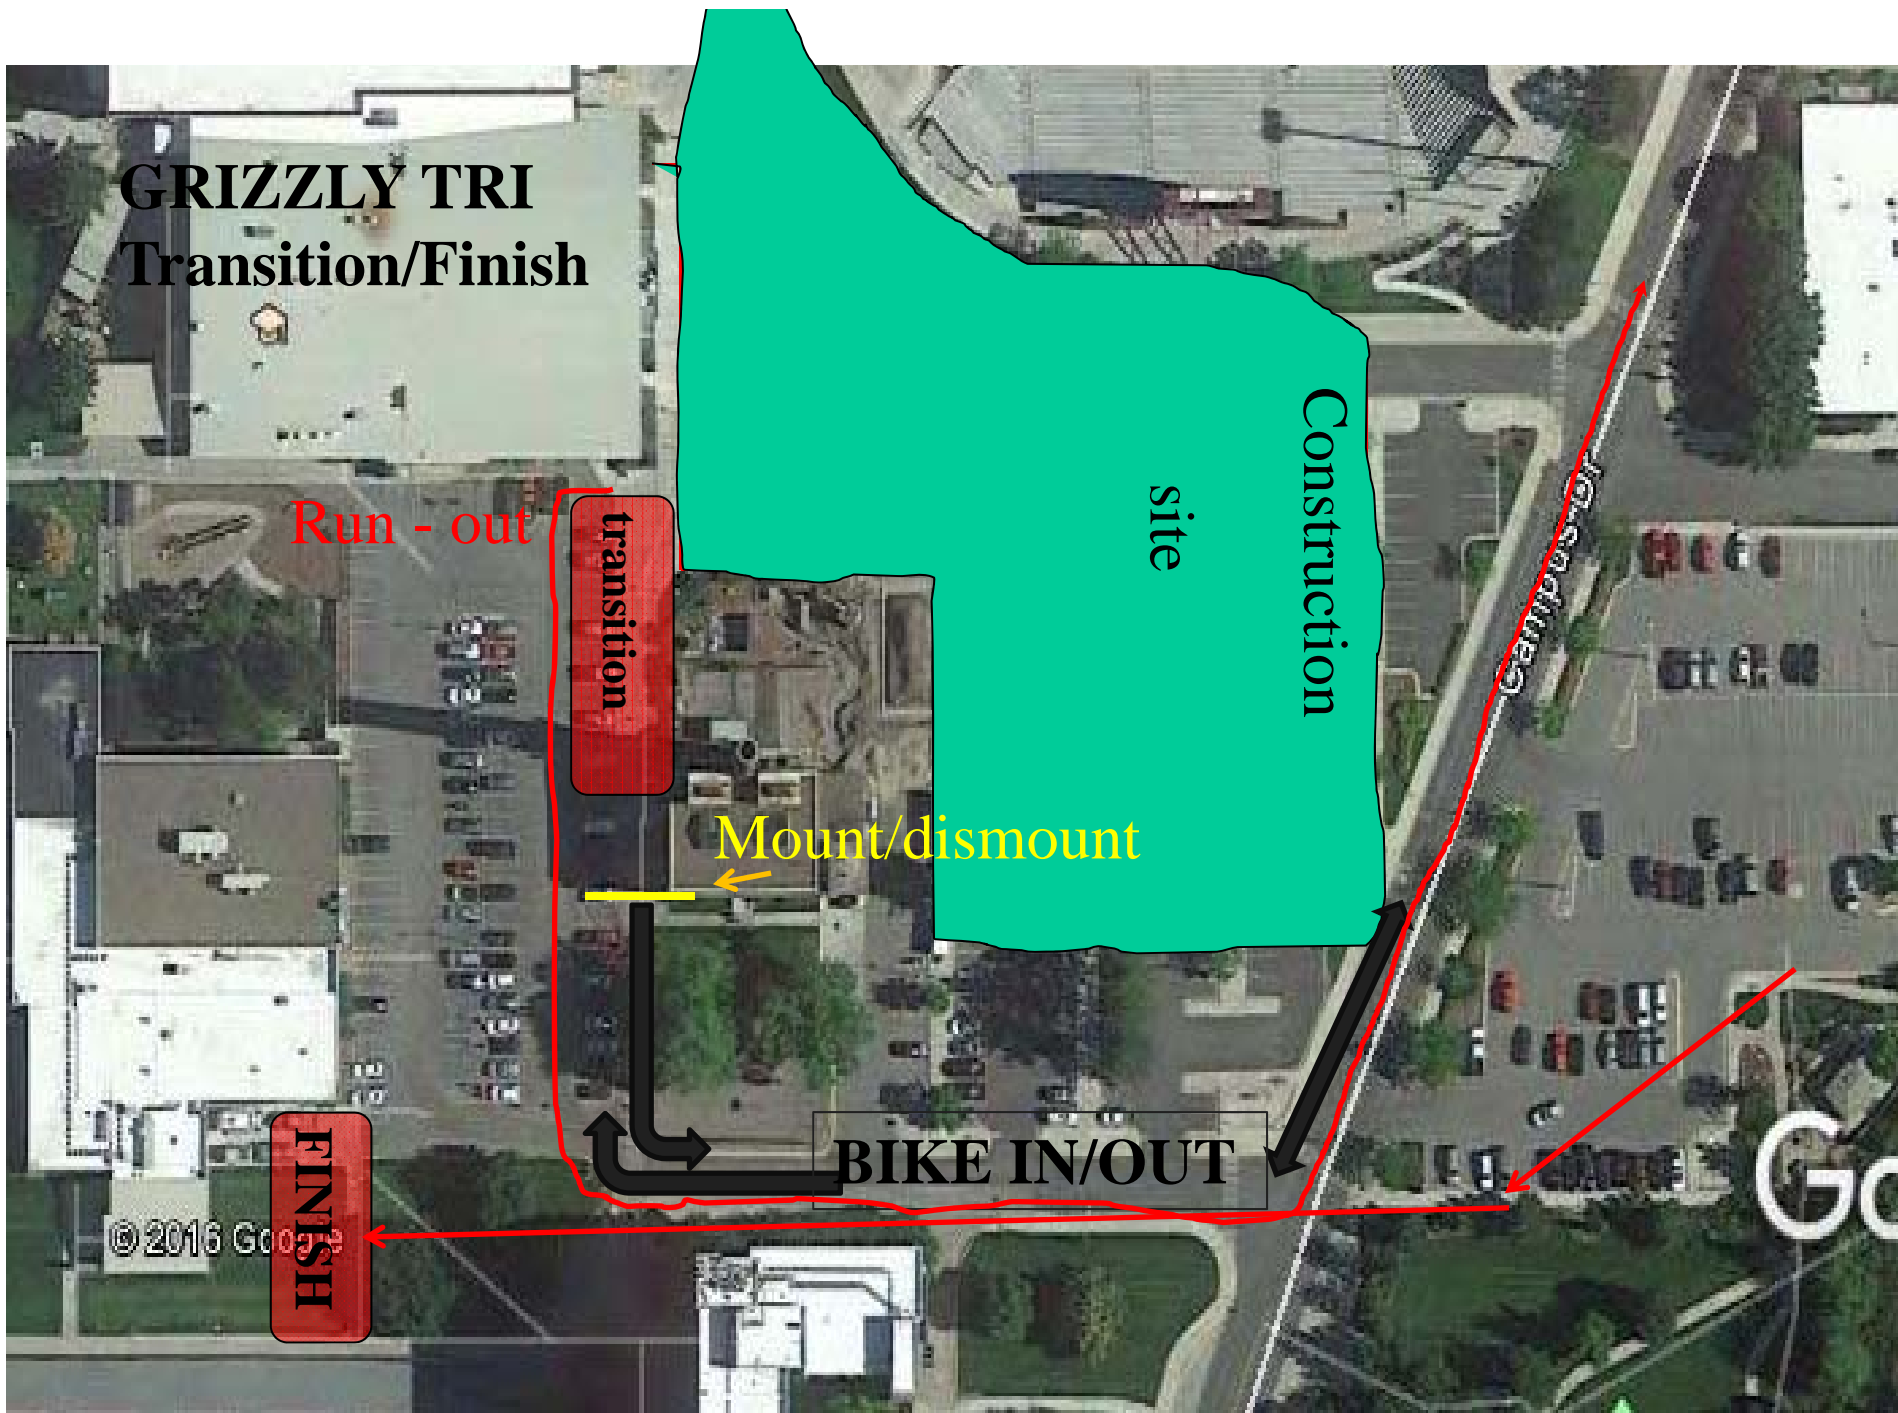 GRIZZLY TRI
Transition/Finish
Run - out
transition
Construction
site
Campus Dr
Mount/dismount
BIKE IN/OUT
FINISH
© 2016 Google
Go